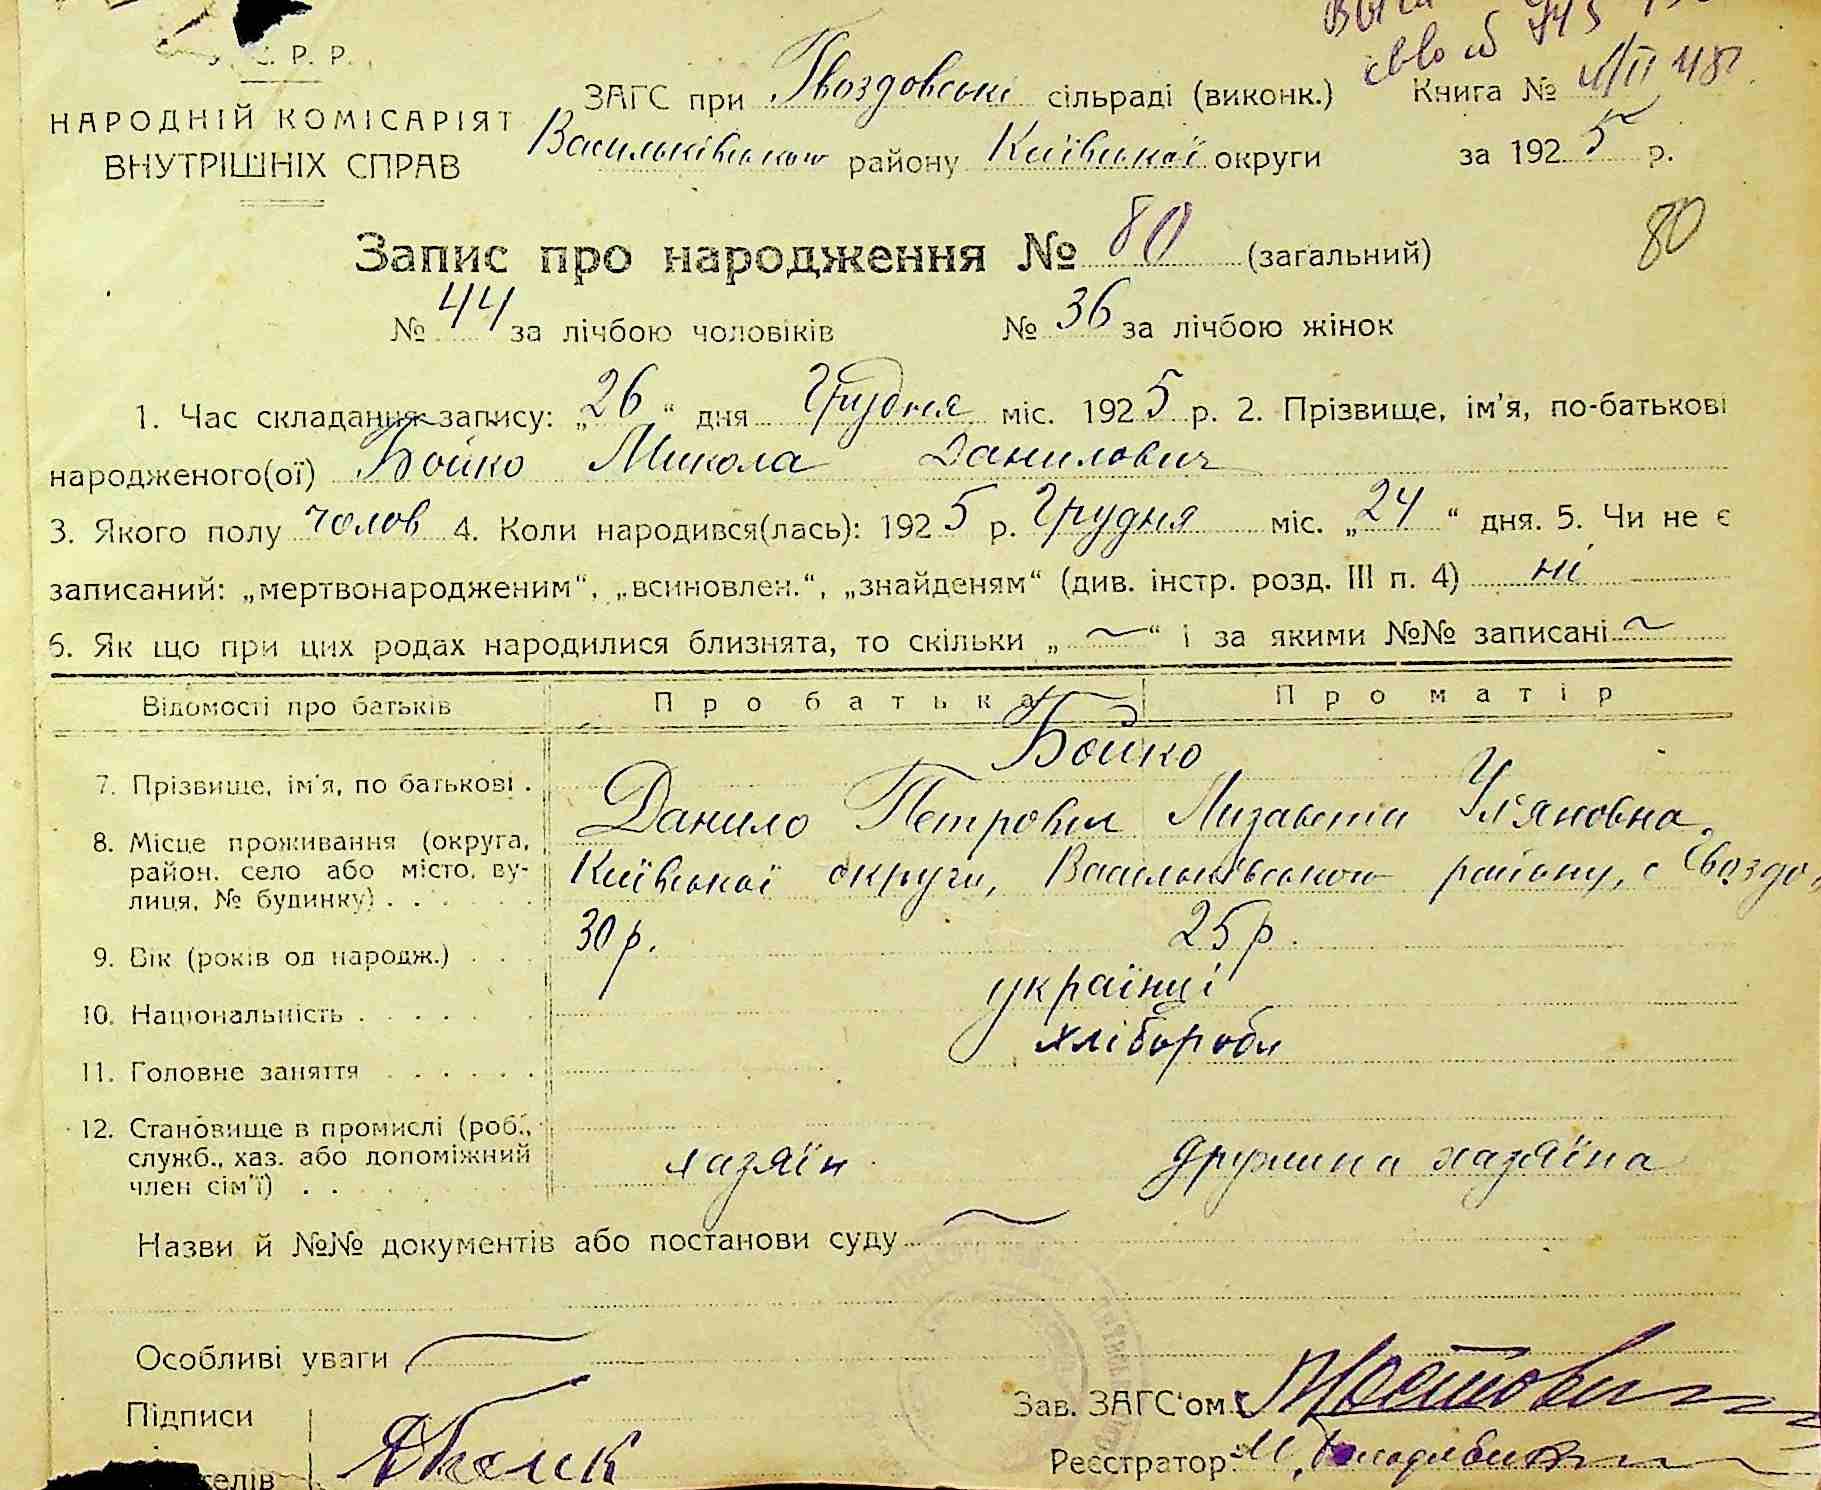 У. С. Р. Р.
НАРОДНІЙ КОМІСАРІЯТ
ВНУТРІШНІХ СПРАВ
ЗАГС при Гвоздовські сільраді (виконк.) Книга №
Васильківського району Київської округи за 1925 р.
Запис про народження № 80 (загальний) 80
№ 44 за лічбою чоловіків № 36 за лічбою жінок
1. Час складання запису: „26“ дня Грудня міс. 1925 р. 2. Прізвище, ім'я, по-батькові
народженого(ої) Бойко Микола Данилович
3. Якого полу чолов 4. Коли народився(лась): 1925 р. Грудня міс. „24“ дня. 5. Чи не є
записаний: „мертвонародженим“, „всиновлен.“, „знайденям“ (див. інстр. розд. III п. 4) ні
6. Як що при цих родах народилися близнята, то скільки „ ~ “ і за якими №№ записані ~
Відомості про батьків Про батька Про матір
Бойко
7. Прізвище, ім'я, по батькові . Данило Петрович Лизавета Ул'яновна
8. Місце проживання (округа, район, село або місто, вулиця, № будинку) . . . . . Київської округи, Васильківського району, с Гвоздо
9. Вік (років од народж.) . . . 30 р. 25 р.
10. Національність . . . . . . українці
11. Головне заняття . . . . . . хлібороби
12. Становище в промислі (роб., служб., хаз. або допоміжний член сім'ї) . . хазяїн дружина хазяїна
Назви й №№ документів або постанови суду
Особливі уваги
Підписи
Зав. ЗАГС'ом
Реєстратор